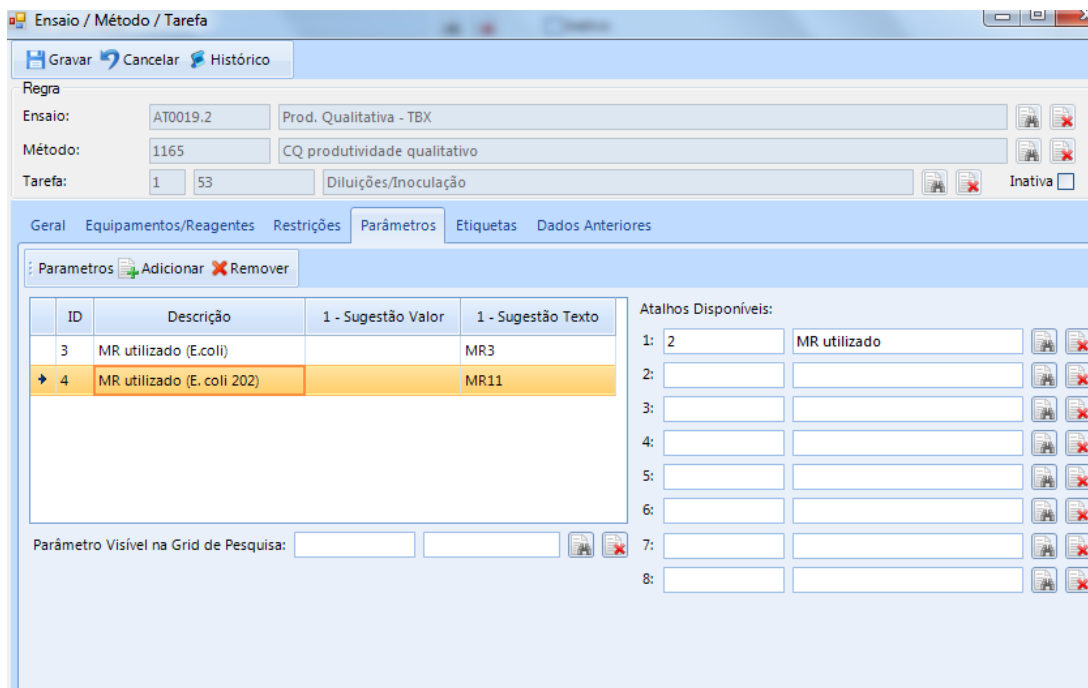 Ensaio / Método / Tarefa
Gravar Cancelar Histórico
Regra
Ensaio: AT0019.2 Prod. Qualitativa - TBX
Método: 1165 CQ produtividade qualitativo
Tarefa: 1 53 Diluições/Inoculação Inativa
Geral Equipamentos/Reagentes Restrições Parâmetros Etiquetas Dados Anteriores
Parametros Adicionar Remover
ID Descrição 1 - Sugestão Valor 1 - Sugestão Texto
3 MR utilizado (E.coli) MR3
4 MR utilizado (E. coli 202) MR11
Parâmetro Visível na Grid de Pesquisa:
Atalhos Disponíveis:
1: 2 MR utilizado
2:
3:
4:
5:
6:
7:
8: